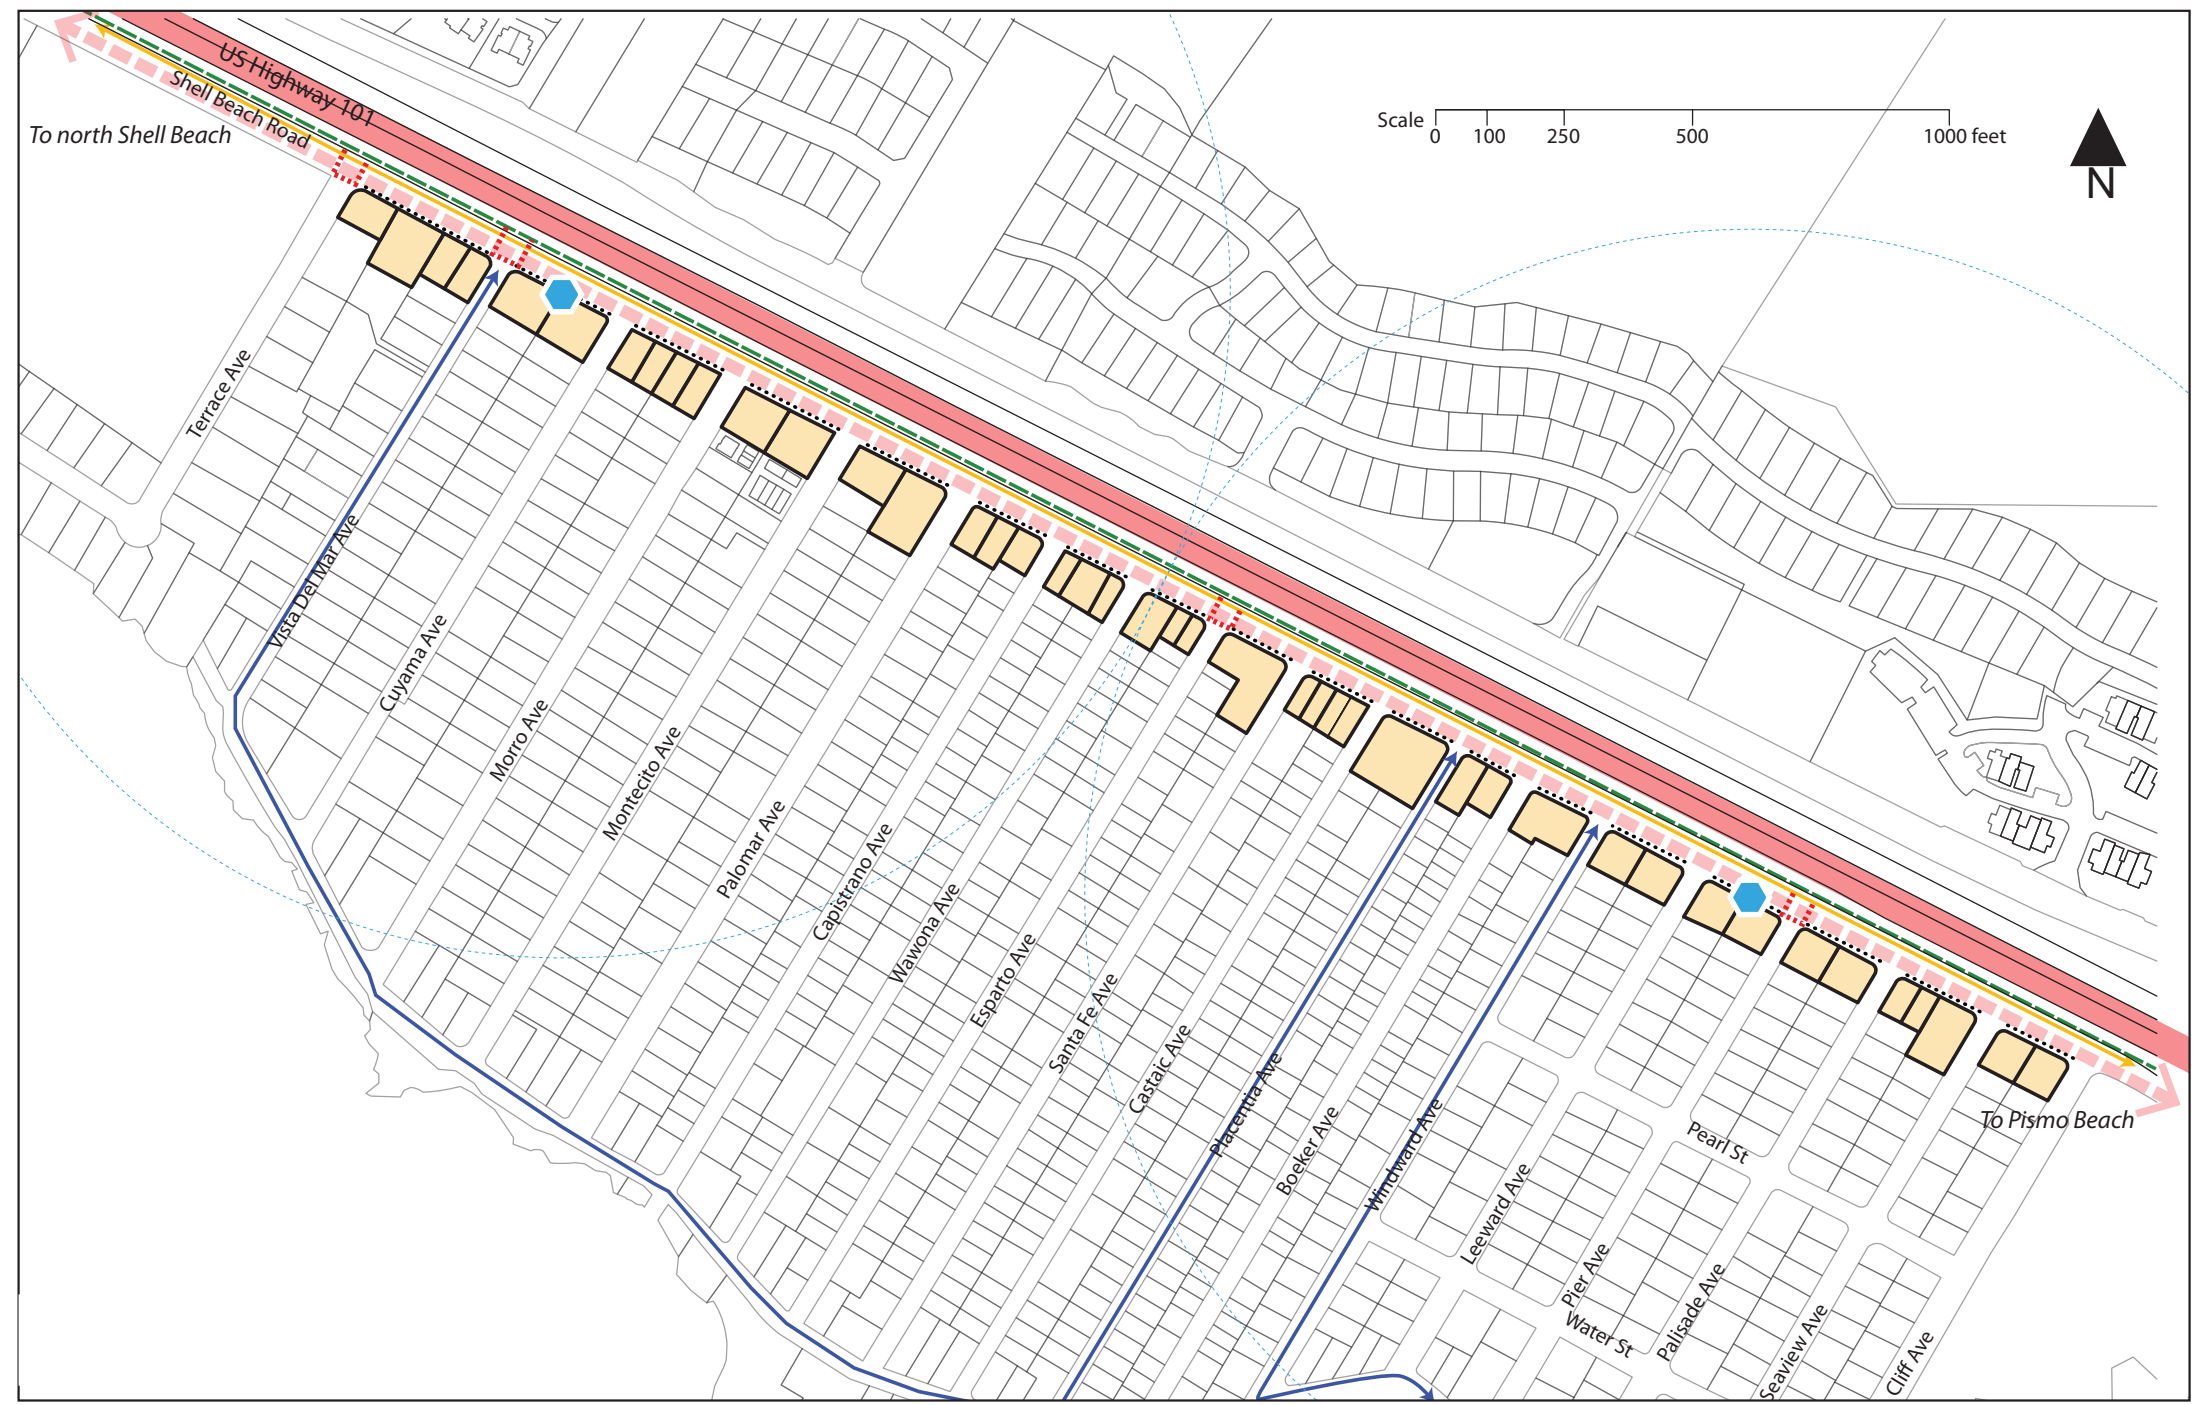 US Highway 101
Shell Beach Road
To north Shell Beach
Scale
0 100 250 500 1000 feet
N
Terrace Ave
Vista Del Mar Ave
Cuyama Ave
Morro Ave
Montecito Ave
Palomar Ave
Capistrano Ave
Wawona Ave
Esparto Ave
Santa Fe Ave
Castaic Ave
Placentia Ave
Boeker Ave
Windward Ave
Leeward Ave
Pier Ave
Palisade Ave
Seaview Ave
Cliff Ave
Pearl St
Water St
To Pismo Beach